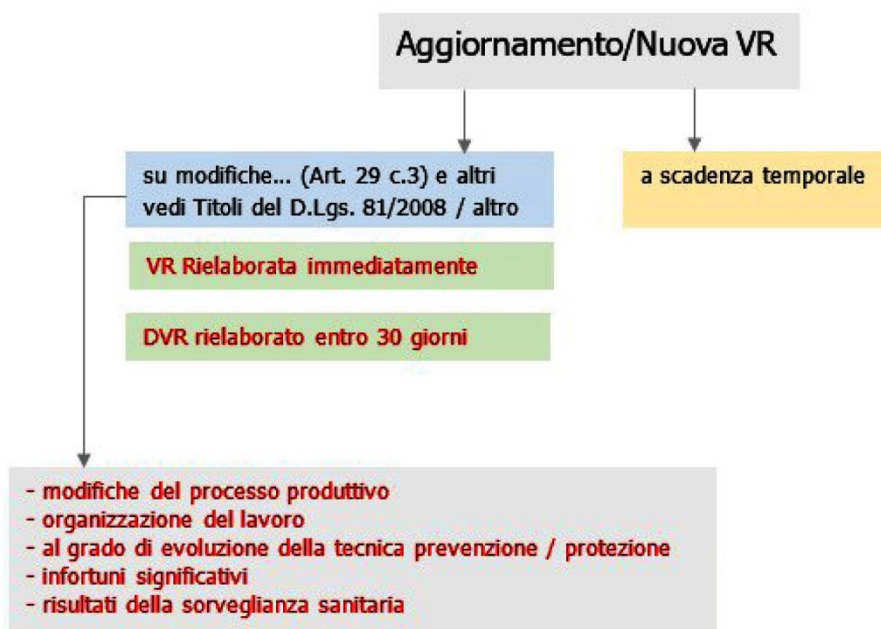 Aggiornamento/Nuova VR
su modifiche... (Art. 29 c.3) e altri
vedi Titoli del D.Lgs. 81/2008 / altro
a scadenza temporale
VR Rielaborata immediatamente
DVR rielaborato entro 30 giorni
- modifiche del processo produttivo
- organizzazione del lavoro
- al grado di evoluzione della tecnica prevenzione / protezione
- infortuni significativi
- risultati della sorveglianza sanitaria